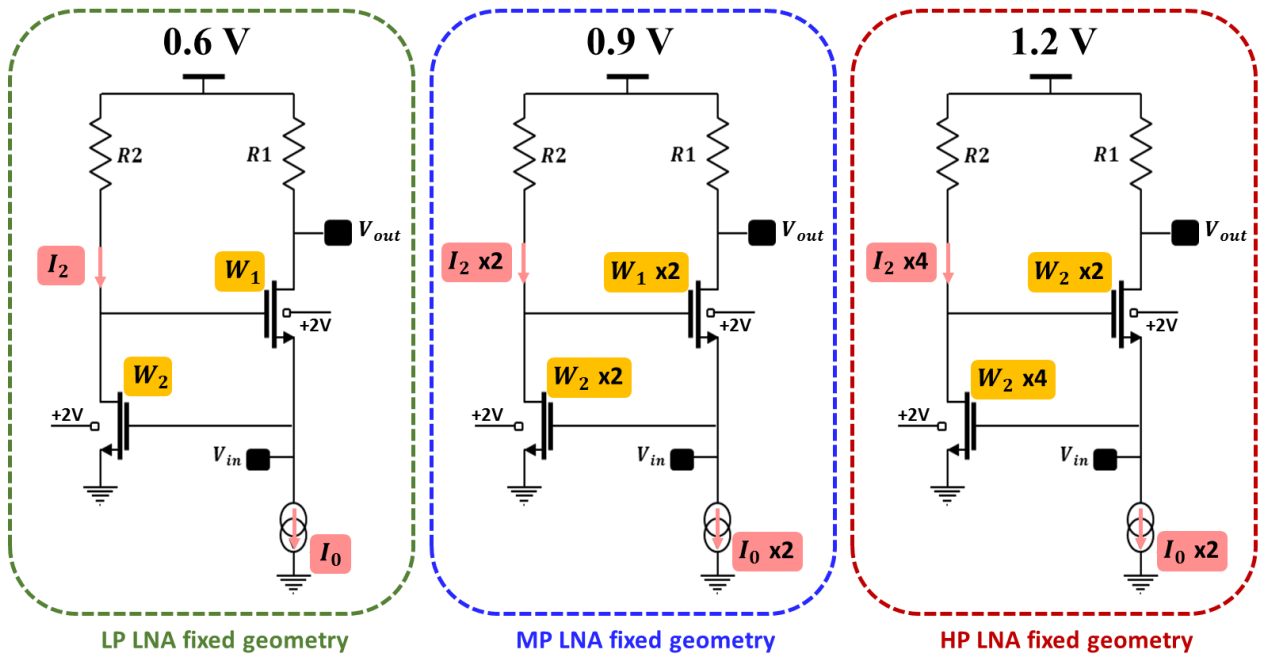 0.6 V
R2
R1
V_out
I_2
W_1
+2V
W_2
+2V
V_in
I_0
LP LNA fixed geometry
0.9 V
R2
R1
V_out
I_2 x2
W_1 x2
+2V
W_2 x2
+2V
V_in
I_0 x2
MP LNA fixed geometry
1.2 V
R2
R1
V_out
I_2 x4
W_2 x2
+2V
W_2 x4
+2V
V_in
I_0 x2
HP LNA fixed geometry